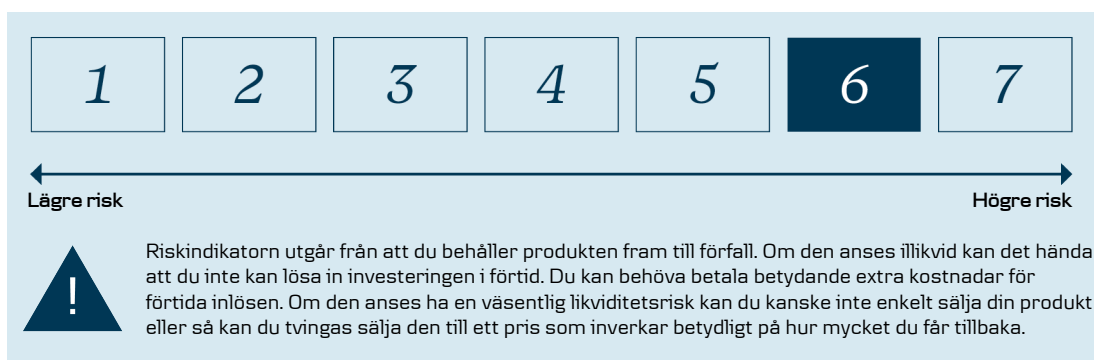 1 2 3 4 5 6 7
Lägre risk Högre risk
Riskindikatorn utgår från att du behåller produkten fram till förfall. Om den anses illikvid kan det hända
att du inte kan lösa in investeringen i förtid. Du kan behöva betala betydande extra kostnadar för
förtida inlösen. Om den anses ha en väsentlig likviditetsrisk kan du kanske inte enkelt sälja din produkt
eller så kan du tvingas sälja den till ett pris som inverkar betydligt på hur mycket du får tillbaka.
!